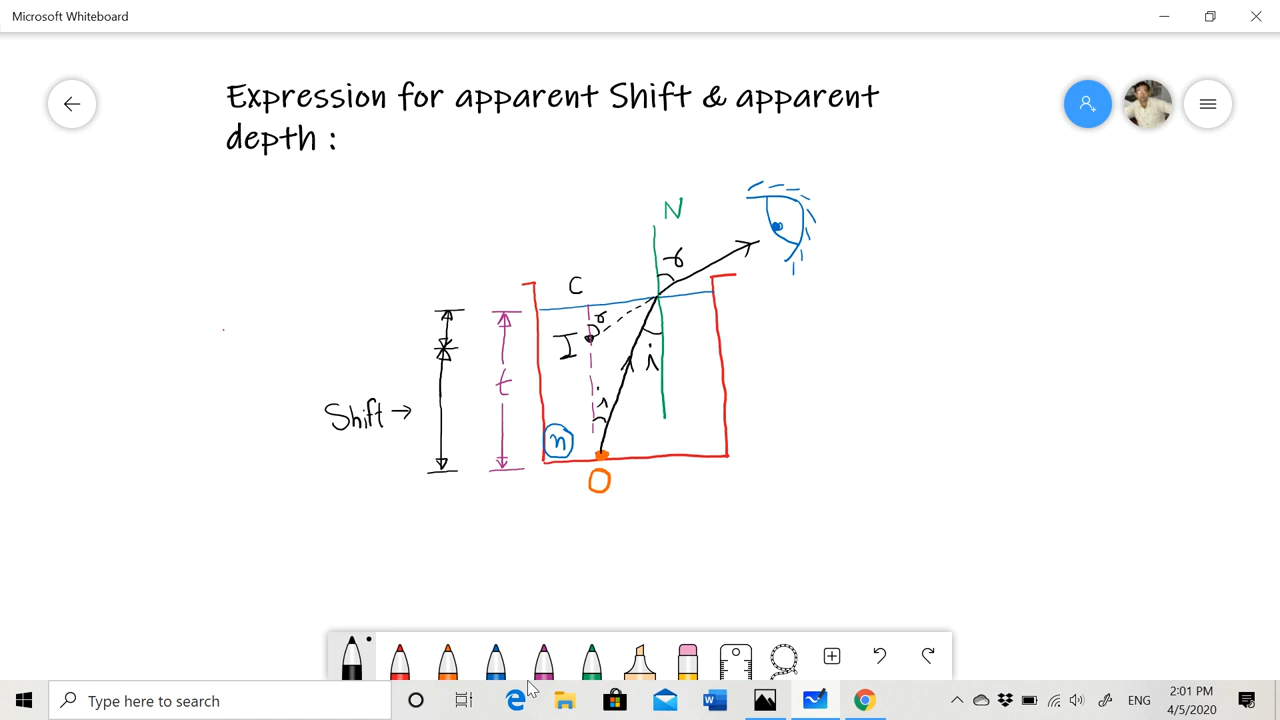 Microsoft Whiteboard
Expression for apparent Shift & apparent
depth :
N
r
C
r
I
i
t
i
Shift →
n
O
Type here to search
ENG
2:01 PM
4/5/2020